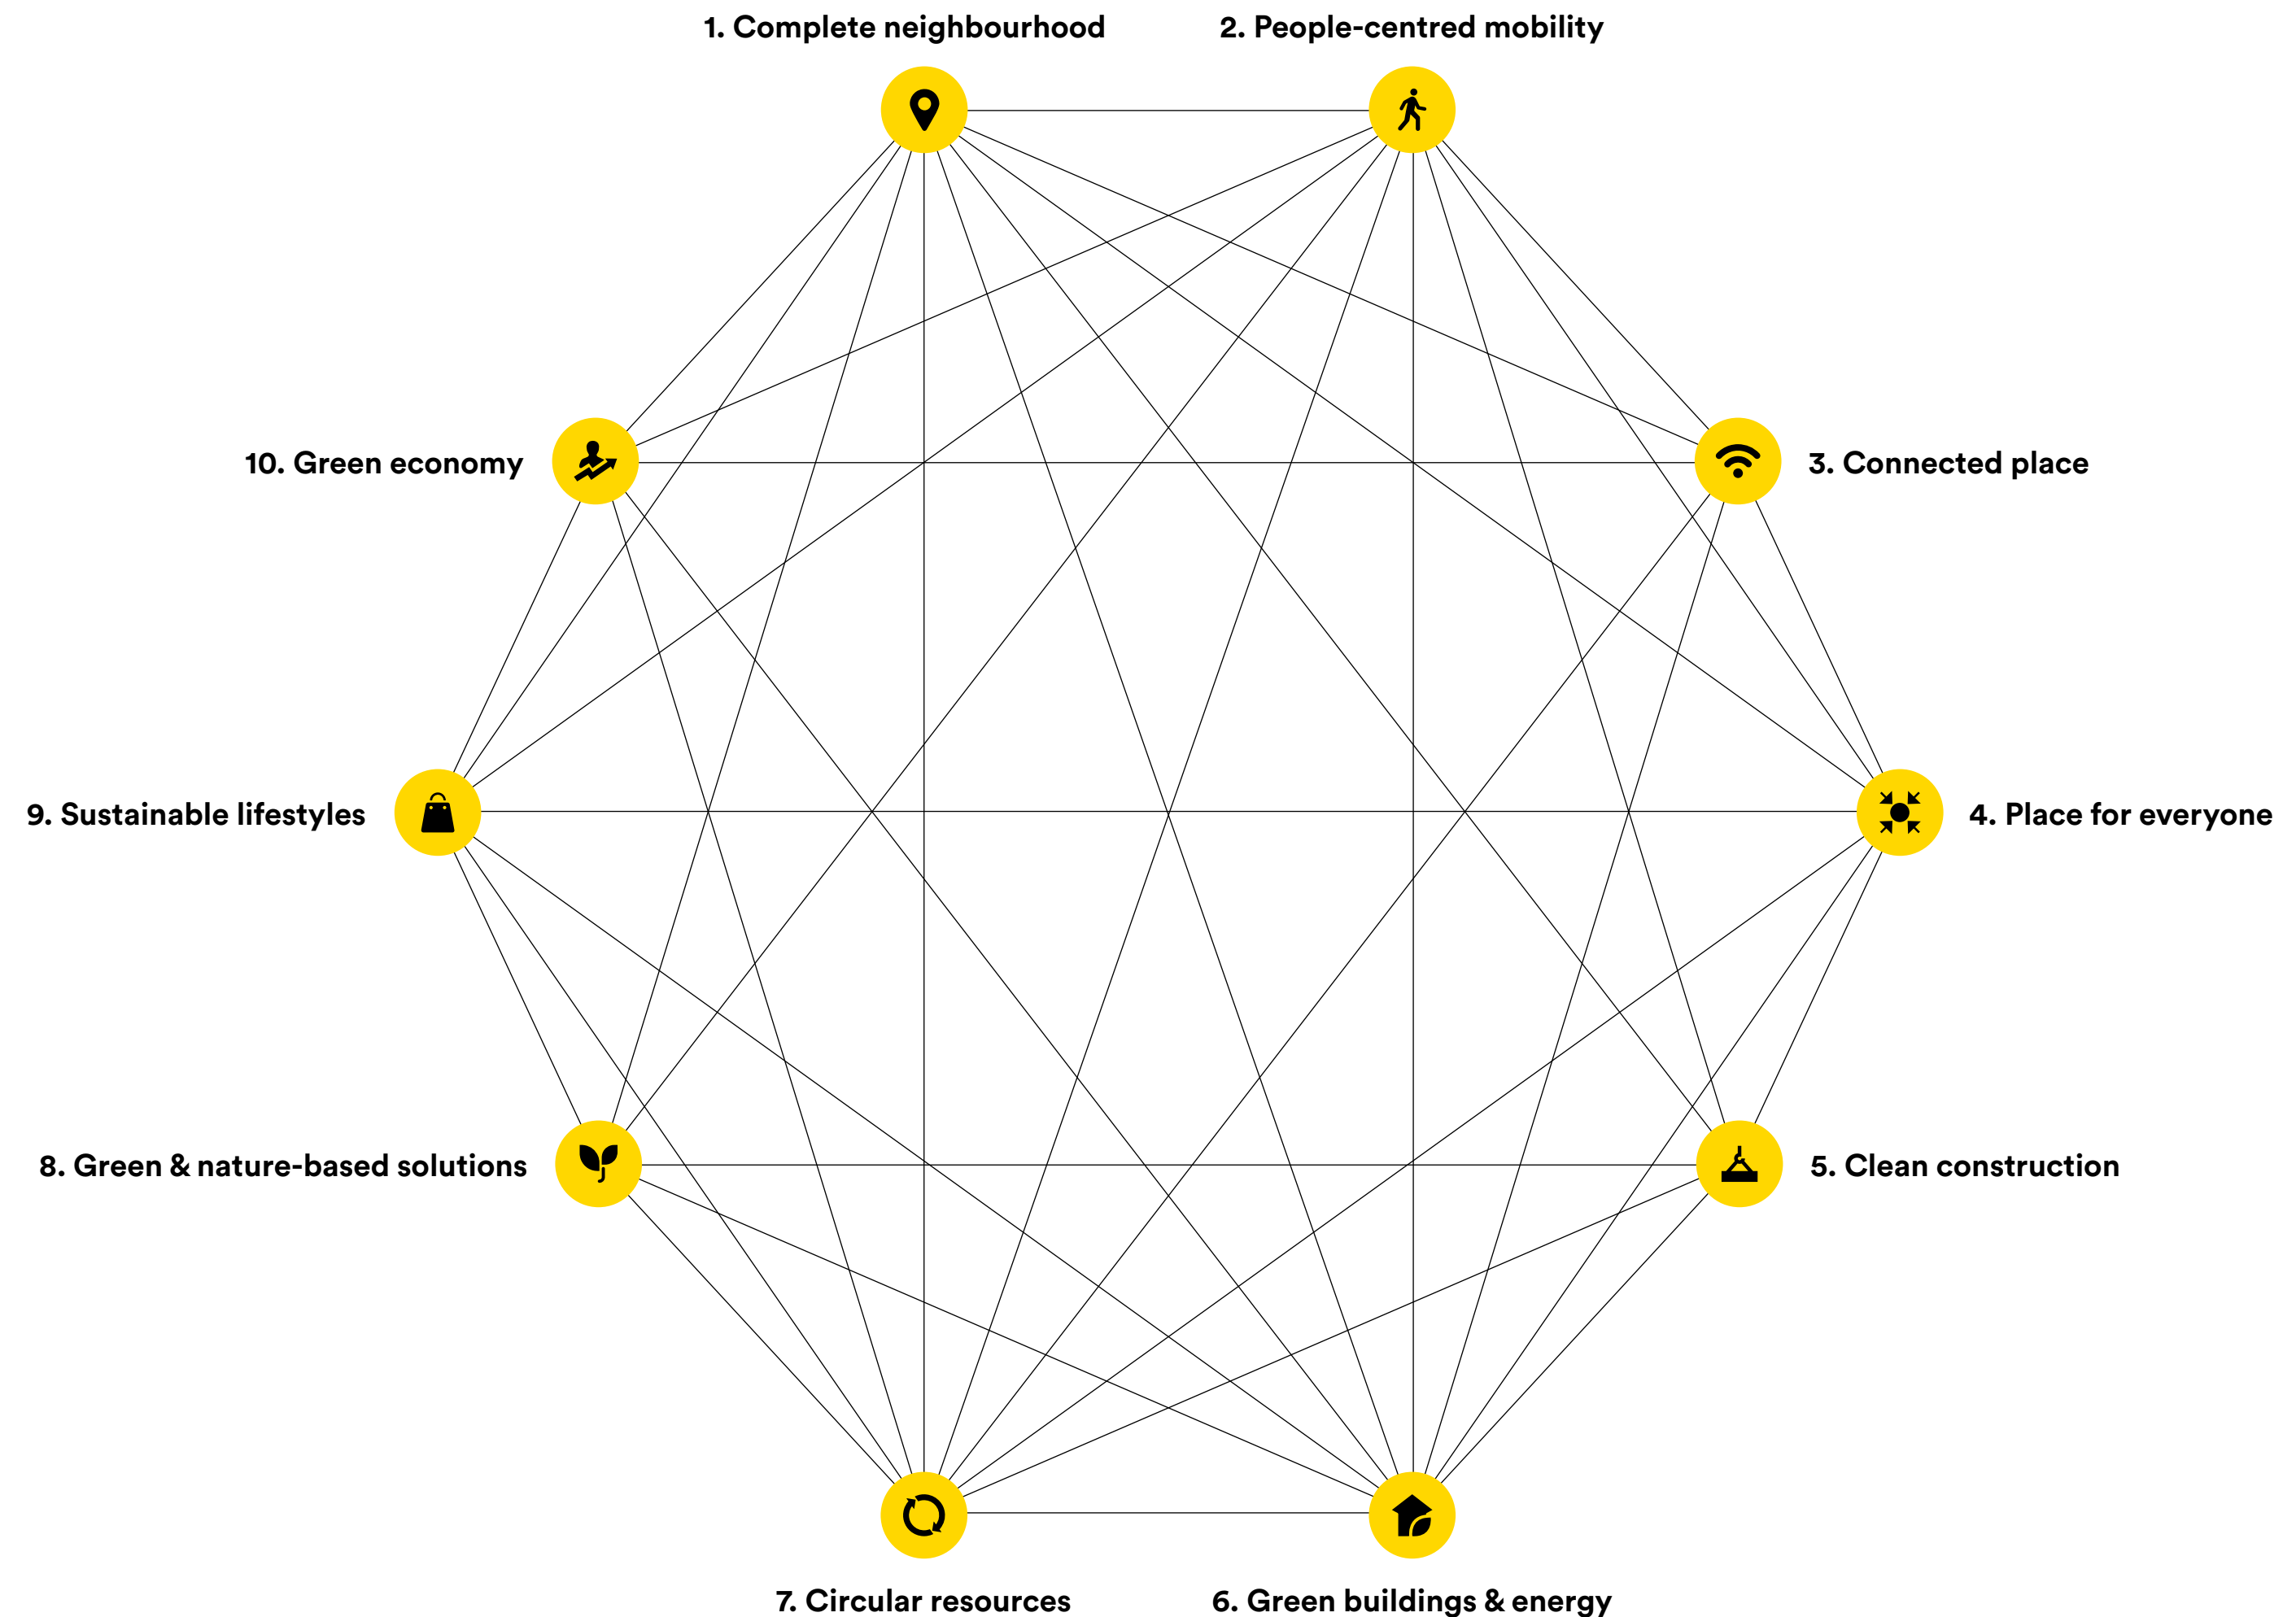 1. Complete neighbourhood
2. People-centred mobility
10. Green economy
3. Connected place
9. Sustainable lifestyles
4. Place for everyone
8. Green & nature-based solutions
5. Clean construction
7. Circular resources
6. Green buildings & energy